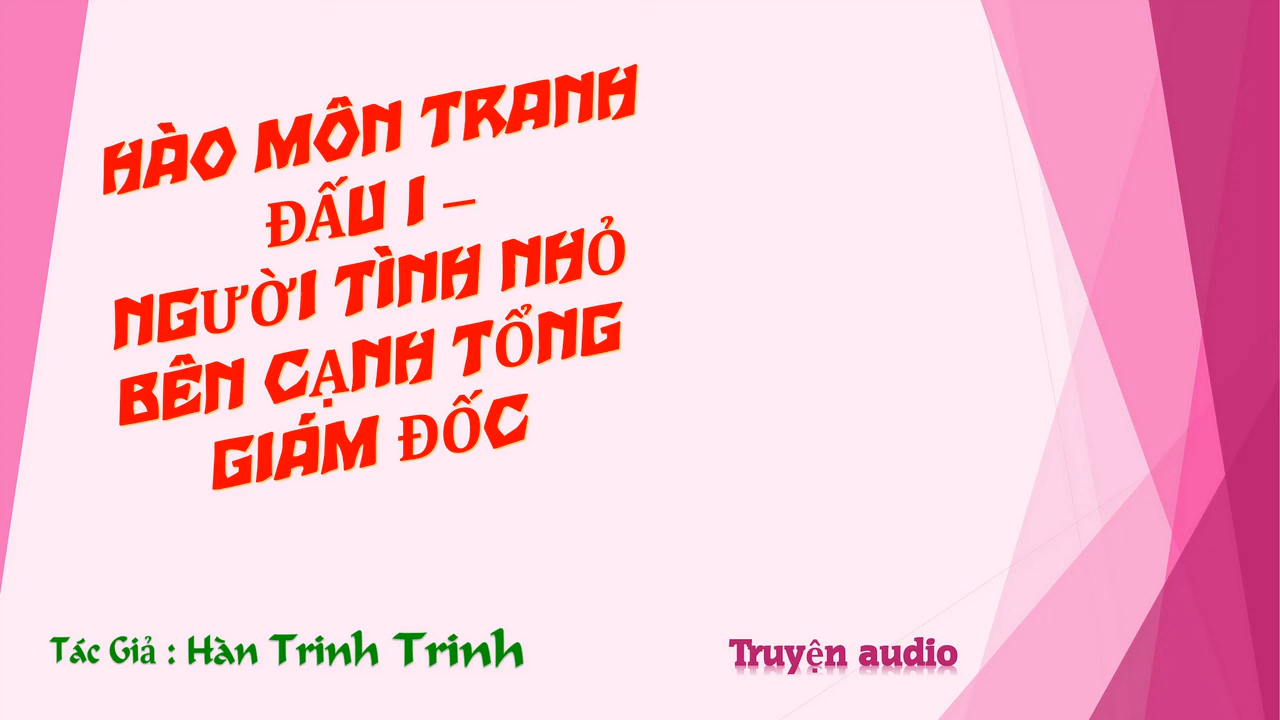 HÀO MÔN TRANH
ĐẤU I –
NGƯỜI TÌNH NHỎ
BÊN CẠNH TỔNG
GIÁM ĐỐC
Tác Giả : Hàn Trinh Trinh
Truyện audio